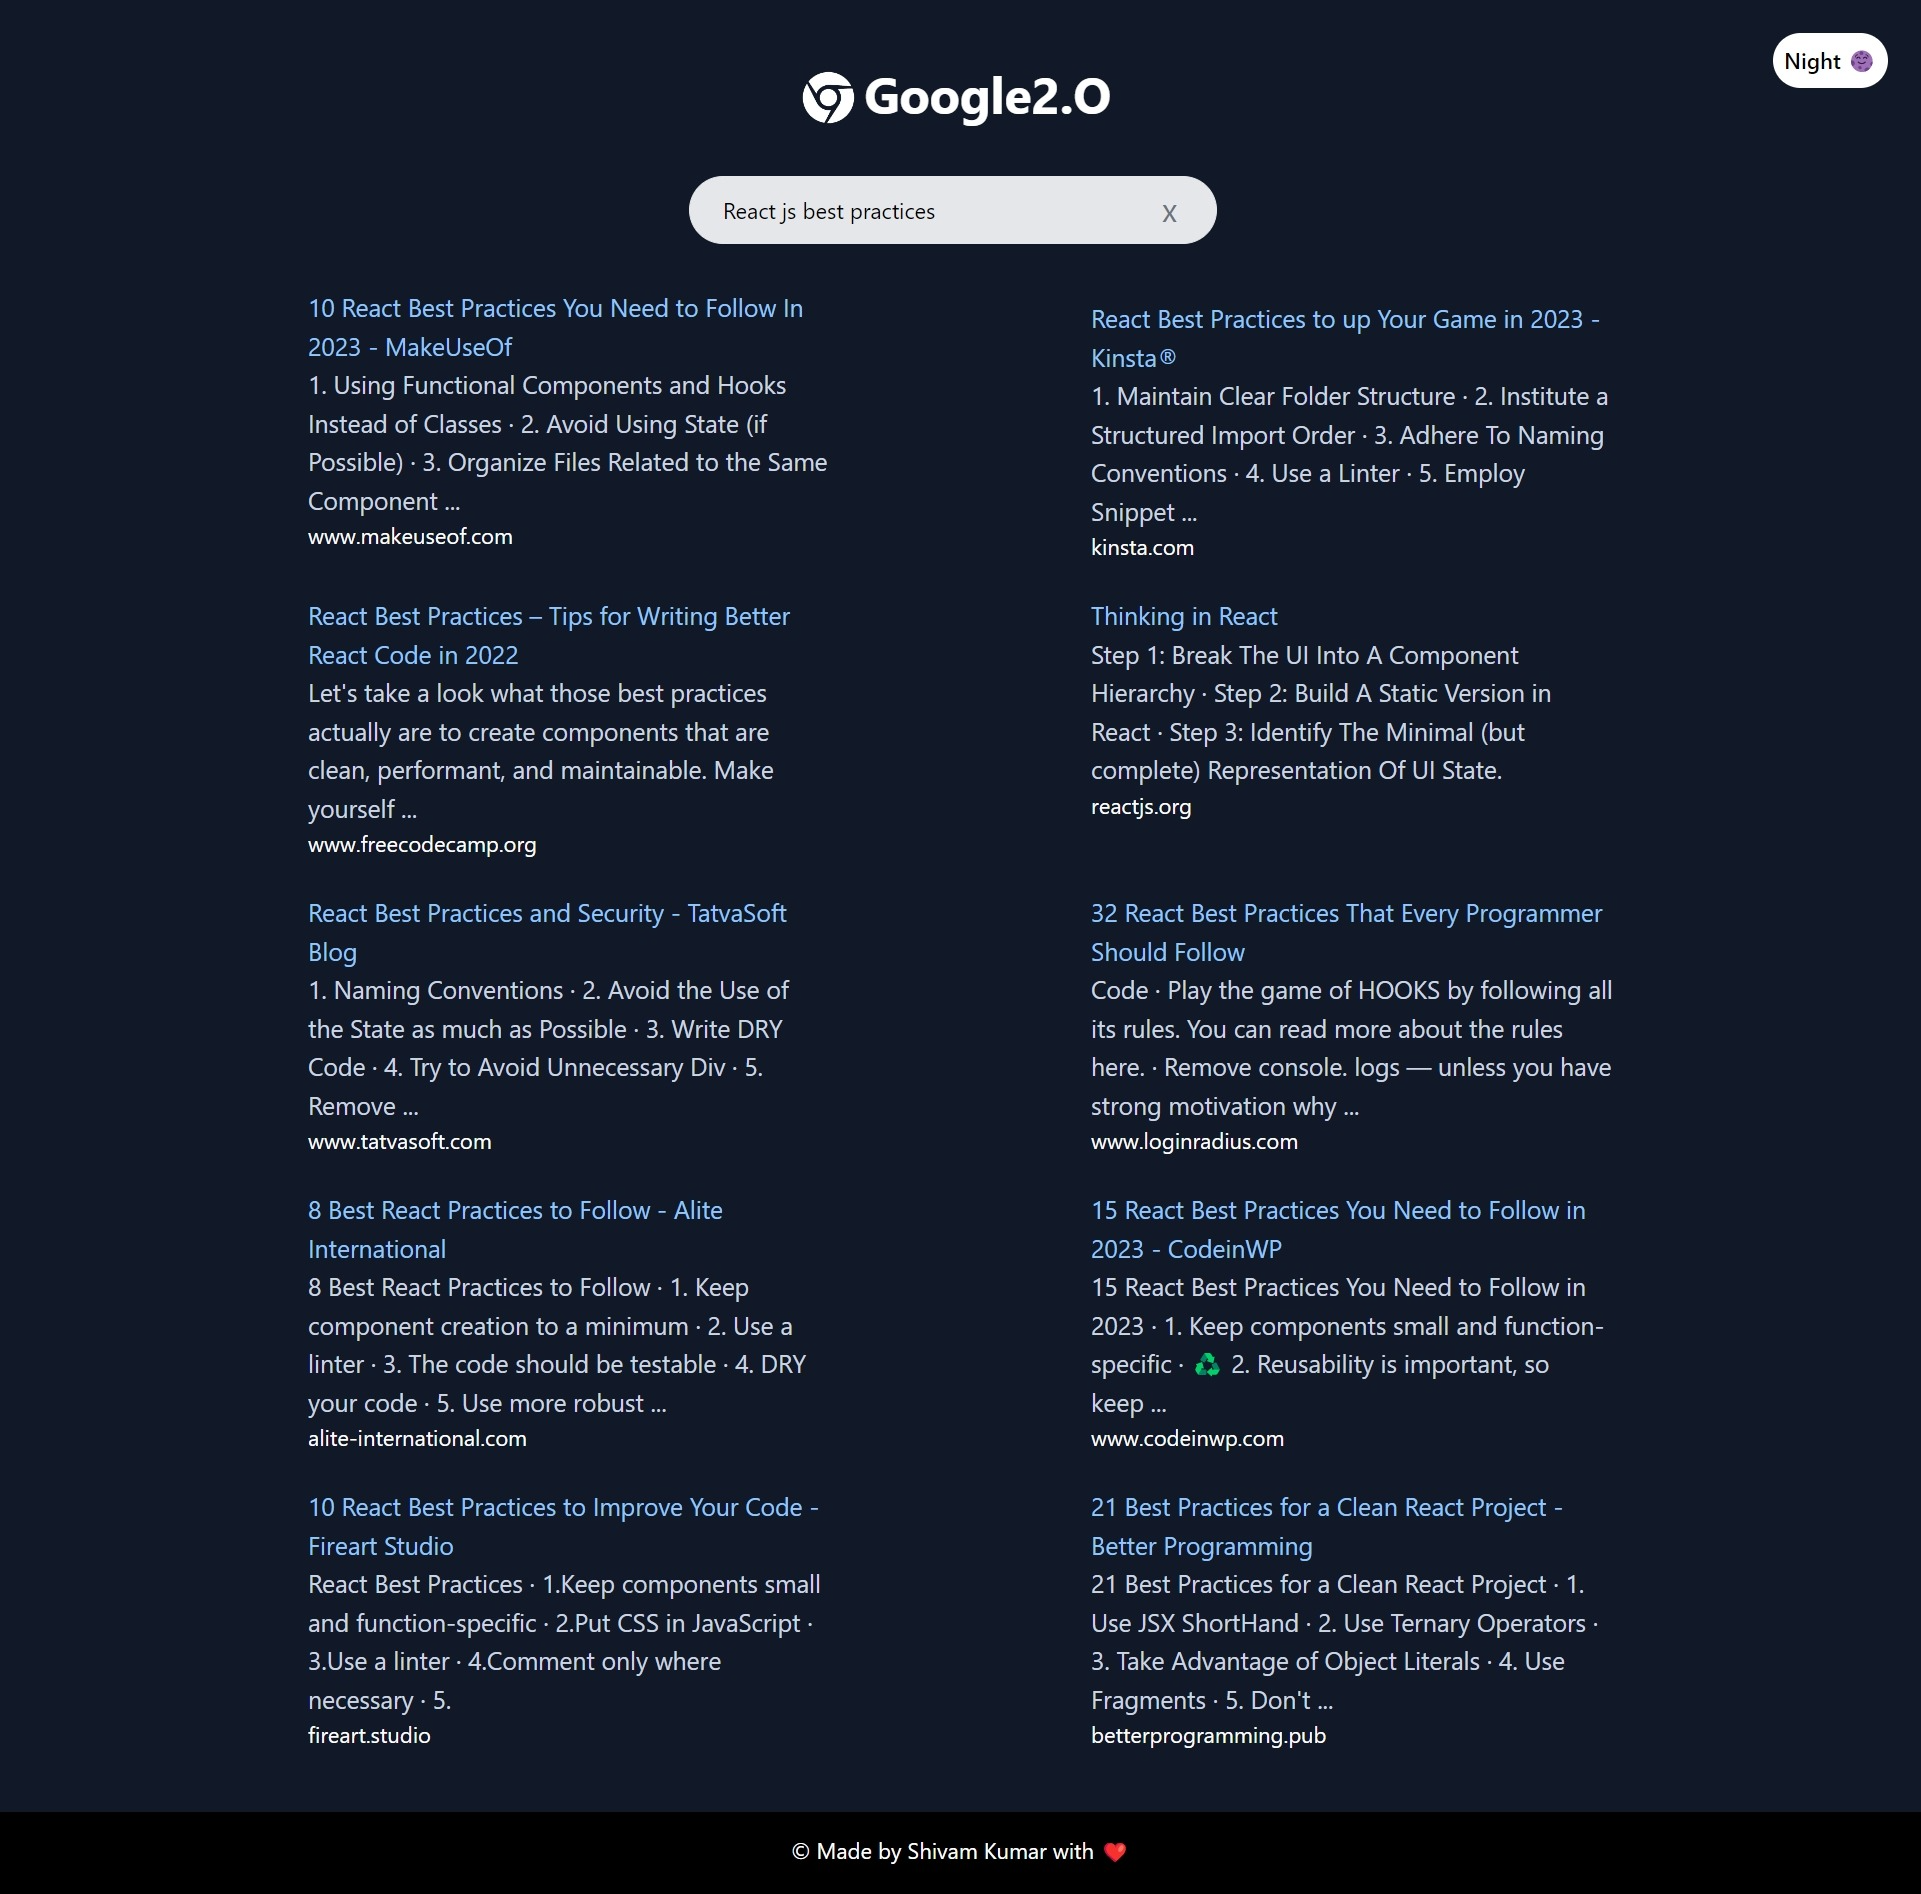 Night
Google2.O
React js best practices
X
10 React Best Practices You Need to Follow In
2023 - MakeUseOf
1. Using Functional Components and Hooks
Instead of Classes · 2. Avoid Using State (if
Possible) · 3. Organize Files Related to the Same
Component ...
www.makeuseof.com
React Best Practices to up Your Game in 2023 -
Kinsta®
1. Maintain Clear Folder Structure · 2. Institute a
Structured Import Order · 3. Adhere To Naming
Conventions · 4. Use a Linter · 5. Employ
Snippet ...
kinsta.com
React Best Practices – Tips for Writing Better
React Code in 2022
Let's take a look what those best practices
actually are to create components that are
clean, performant, and maintainable. Make
yourself ...
www.freecodecamp.org
Thinking in React
Step 1: Break The UI Into A Component
Hierarchy · Step 2: Build A Static Version in
React · Step 3: Identify The Minimal (but
complete) Representation Of UI State.
reactjs.org
React Best Practices and Security - TatvaSoft
Blog
1. Naming Conventions · 2. Avoid the Use of
the State as much as Possible · 3. Write DRY
Code · 4. Try to Avoid Unnecessary Div · 5.
Remove ...
www.tatvasoft.com
32 React Best Practices That Every Programmer
Should Follow
Code · Play the game of HOOKS by following all
its rules. You can read more about the rules
here. · Remove console. logs — unless you have
strong motivation why ...
www.loginradius.com
8 Best React Practices to Follow - Alite
International
8 Best React Practices to Follow · 1. Keep
component creation to a minimum · 2. Use a
linter · 3. The code should be testable · 4. DRY
your code · 5. Use more robust ...
alite-international.com
15 React Best Practices You Need to Follow in
2023 - CodeinWP
15 React Best Practices You Need to Follow in
2023 · 1. Keep components small and function-
specific · ♻️ 2. Reusability is important, so
keep ...
www.codeinwp.com
10 React Best Practices to Improve Your Code -
Fireart Studio
React Best Practices · 1.Keep components small
and function-specific · 2.Put CSS in JavaScript ·
3.Use a linter · 4.Comment only where
necessary · 5.
fireart.studio
21 Best Practices for a Clean React Project -
Better Programming
21 Best Practices for a Clean React Project · 1.
Use JSX ShortHand · 2. Use Ternary Operators ·
3. Take Advantage of Object Literals · 4. Use
Fragments · 5. Don't ...
betterprogramming.pub
© Made by Shivam Kumar with ❤️